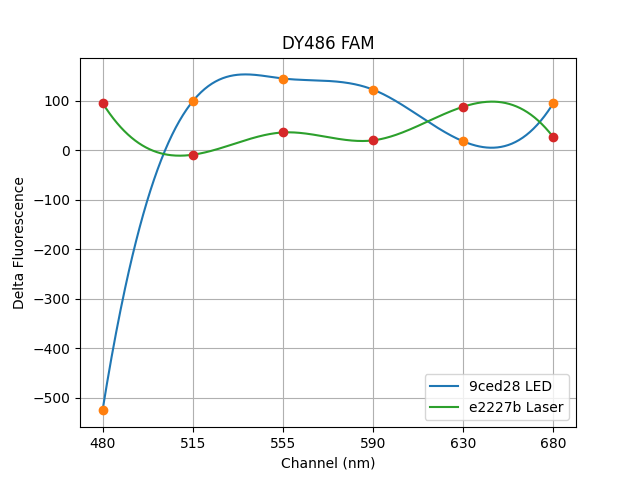 DY486 FAM
Delta Fluorescence
100
0
−100
−200
−300
−400
−500
480 515 555 590 630 680
Channel (nm)
9ced28 LED
e2227b Laser